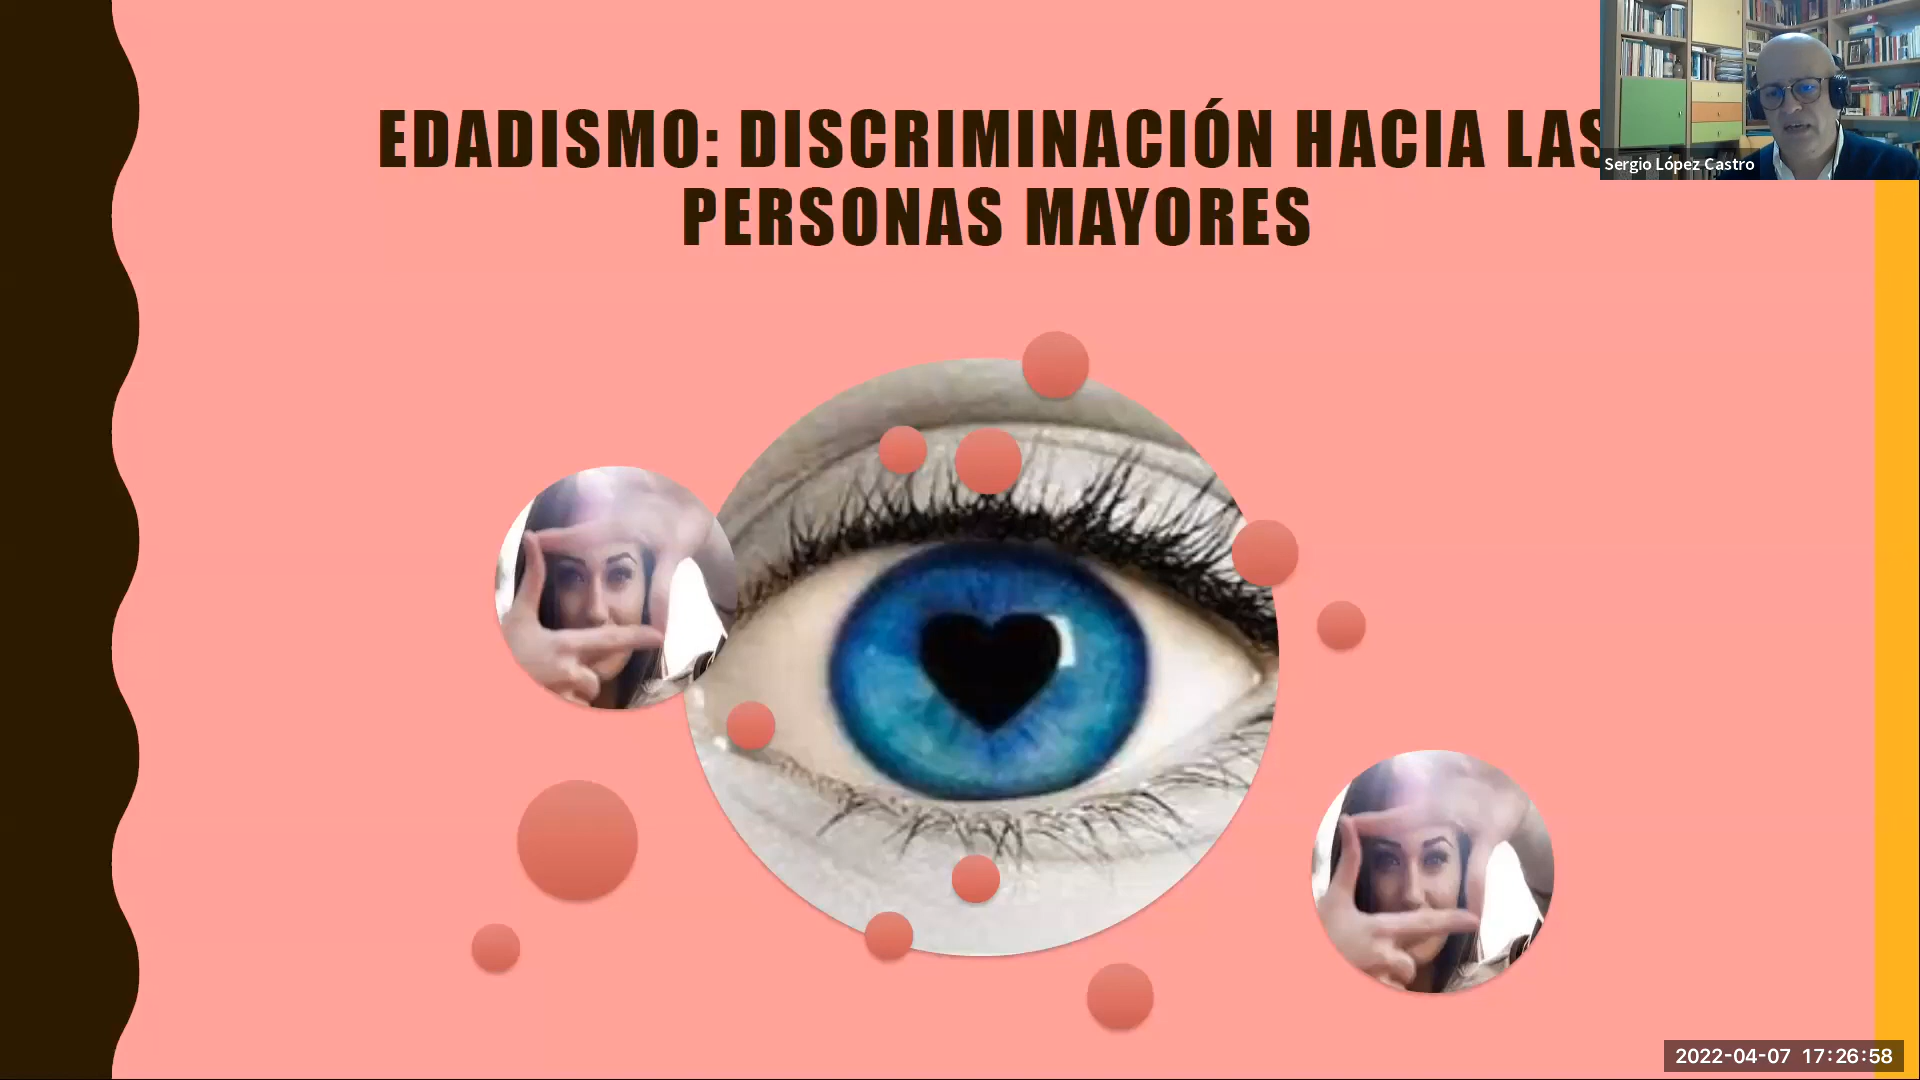 EDADISMO: DISCRIMINACIÓN HACIA LAS
PERSONAS MAYORES
Sergio López Castro
2022-04-07 17:26:58